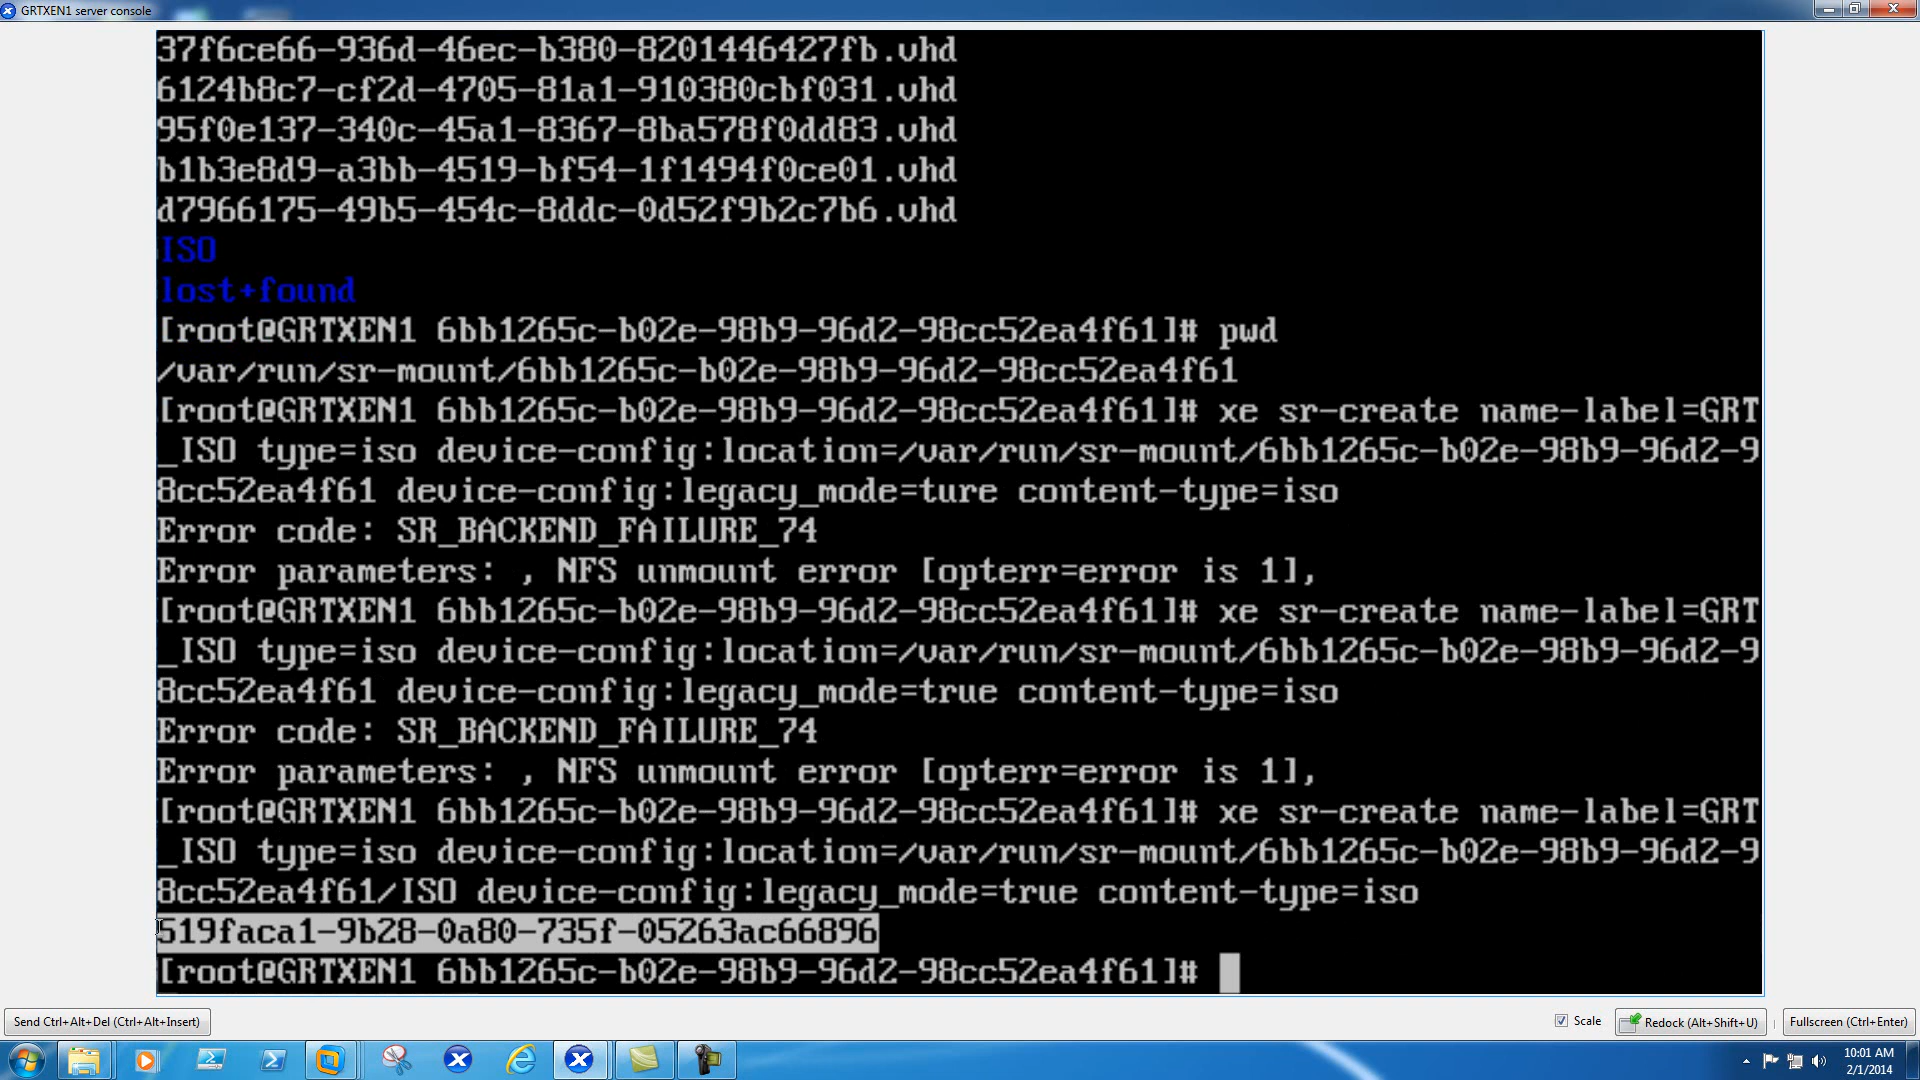 GRTXEN1 server console
37f6ce66-936d-46ec-b380-8201446427fb.vhd
6124b8c7-cf2d-4705-81a1-910380cbf031.vhd
95f0e137-340c-45a1-8367-8ba578f0dd83.vhd
b1b3e8d9-a3bb-4519-bf54-1f1494f0ce01.vhd
d7966175-49b5-454c-8ddc-0d52f9b2c7b6.vhd
ISO
lost+found
[root@GRTXEN1 6bb1265c-b02e-98b9-96d2-98cc52ea4f61]# pwd
/var/run/sr-mount/6bb1265c-b02e-98b9-96d2-98cc52ea4f61
[root@GRTXEN1 6bb1265c-b02e-98b9-96d2-98cc52ea4f61]# xe sr-create name-label=GRT
_ISO type=iso device-config:location=/var/run/sr-mount/6bb1265c-b02e-98b9-96d2-9
8cc52ea4f61 device-config:legacy_mode=ture content-type=iso
Error code: SR_BACKEND_FAILURE_74
Error parameters: , NFS unmount error [opterr=error is 1],
[root@GRTXEN1 6bb1265c-b02e-98b9-96d2-98cc52ea4f61]# xe sr-create name-label=GRT
_ISO type=iso device-config:location=/var/run/sr-mount/6bb1265c-b02e-98b9-96d2-9
8cc52ea4f61 device-config:legacy_mode=true content-type=iso
Error code: SR_BACKEND_FAILURE_74
Error parameters: , NFS unmount error [opterr=error is 1],
[root@GRTXEN1 6bb1265c-b02e-98b9-96d2-98cc52ea4f61]# xe sr-create name-label=GRT
_ISO type=iso device-config:location=/var/run/sr-mount/6bb1265c-b02e-98b9-96d2-9
8cc52ea4f61/ISO device-config:legacy_mode=true content-type=iso
519faca1-9b28-0a80-735f-05263ac66896
[root@GRTXEN1 6bb1265c-b02e-98b9-96d2-98cc52ea4f61]#
Send Ctrl+Alt+Del (Ctrl+Alt+Insert)
Scale
Redock (Alt+Shift+U)
Fullscreen (Ctrl+Enter)
10:01 AM
2/1/2014